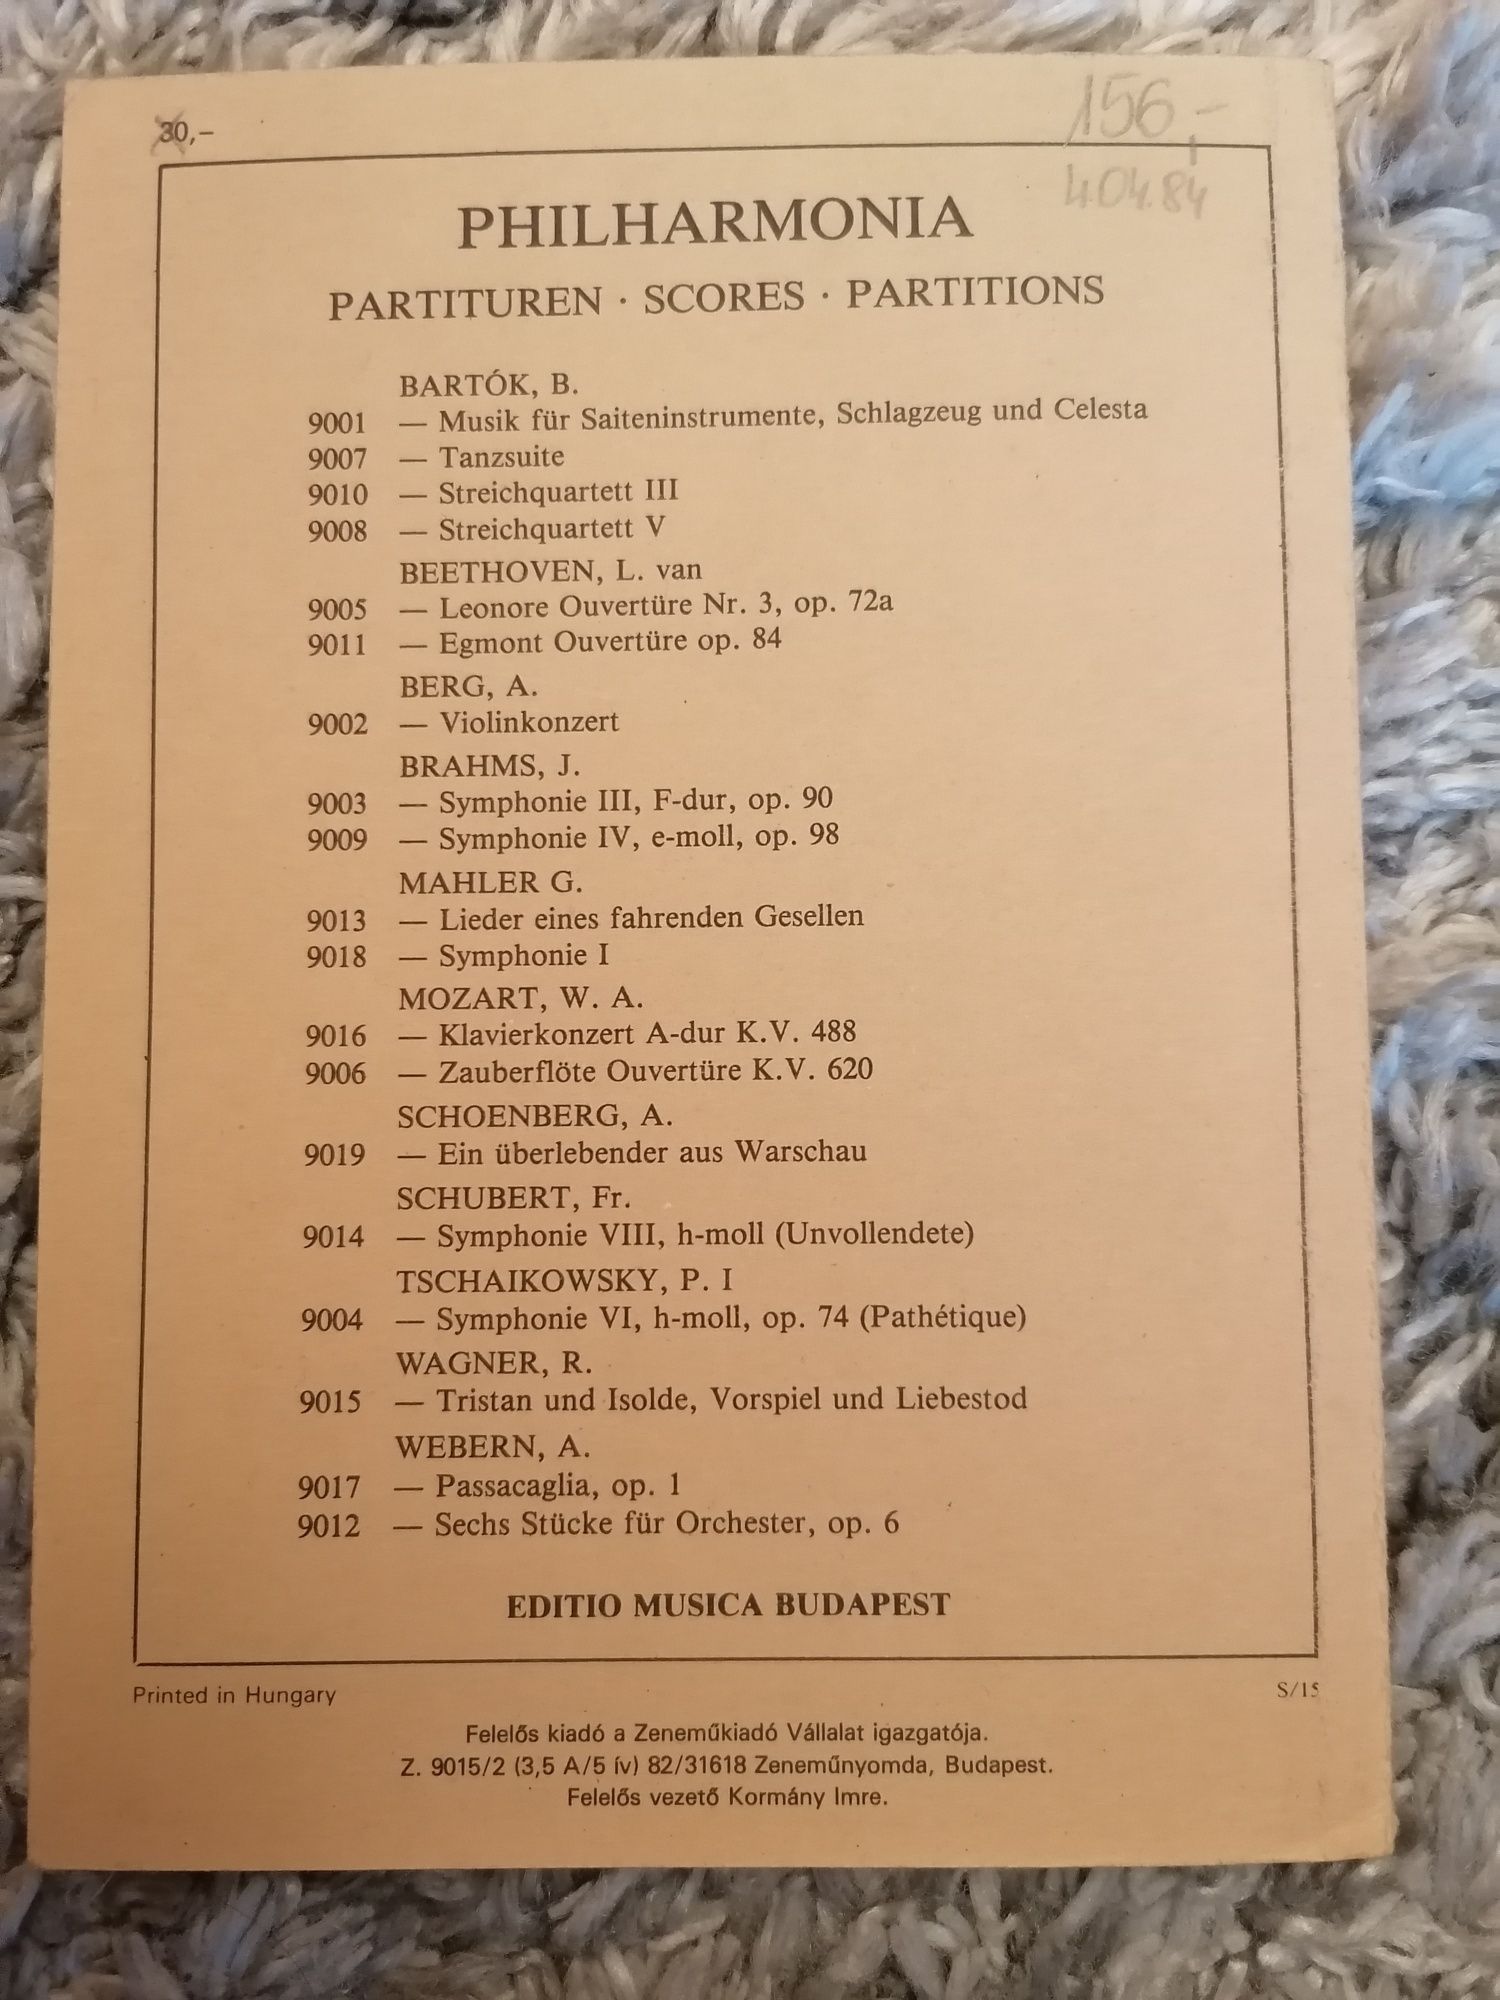 30,-
156,-
4.04.84
PHILHARMONIA
PARTITUREN · SCORES · PARTITIONS
BARTÓK, B.
9001 — Musik für Saiteninstrumente, Schlagzeug und Celesta
9007 — Tanzsuite
9010 — Streichquartett III
9008 — Streichquartett V
BEETHOVEN, L. van
9005 — Leonore Ouvertüre Nr. 3, op. 72a
9011 — Egmont Ouvertüre op. 84
BERG, A.
9002 — Violinkonzert
BRAHMS, J.
9003 — Symphonie III, F-dur, op. 90
9009 — Symphonie IV, e-moll, op. 98
MAHLER G.
9013 — Lieder eines fahrenden Gesellen
9018 — Symphonie I
MOZART, W. A.
9016 — Klavierkonzert A-dur K.V. 488
9006 — Zauberflöte Ouvertüre K.V. 620
SCHOENBERG, A.
9019 — Ein überlebender aus Warschau
SCHUBERT, Fr.
9014 — Symphonie VIII, h-moll (Unvollendete)
TSCHAIKOWSKY, P. I
9004 — Symphonie VI, h-moll, op. 74 (Pathétique)
WAGNER, R.
9015 — Tristan und Isolde, Vorspiel und Liebestod
WEBERN, A.
9017 — Passacaglia, op. 1
9012 — Sechs Stücke für Orchester, op. 6
EDITIO MUSICA BUDAPEST
Printed in Hungary
S/15
Felelős kiadó a Zeneműkiadó Vállalat igazgatója.
Z. 9015/2 (3,5 A/5 ív) 82/31618 Zeneműnyomda, Budapest.
Felelős vezető Kormány Imre.